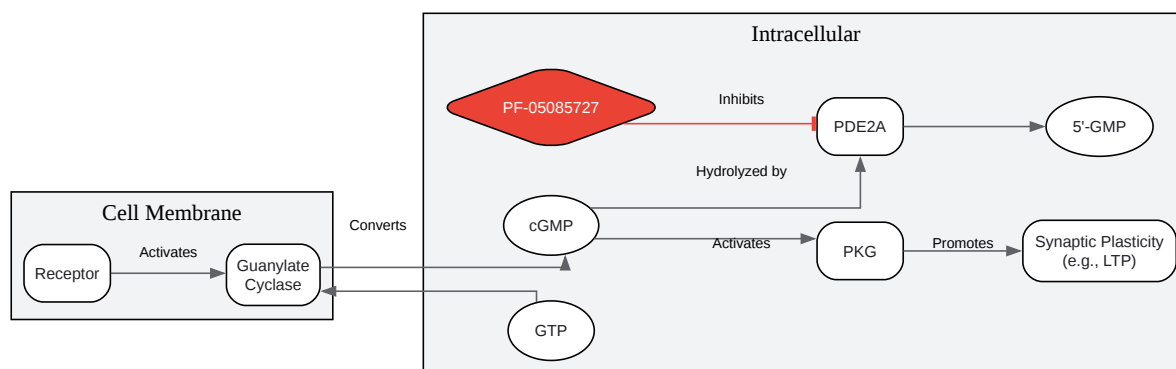 Intracellular
PF-05085727
Inhibits
PDE2A
5'-GMP
Hydrolyzed by
Cell Membrane
Converts
cGMP
Activates
PKG
Promotes
Synaptic Plasticity
(e.g., LTP)
Receptor
Activates
Guanylate
Cyclase
GTP